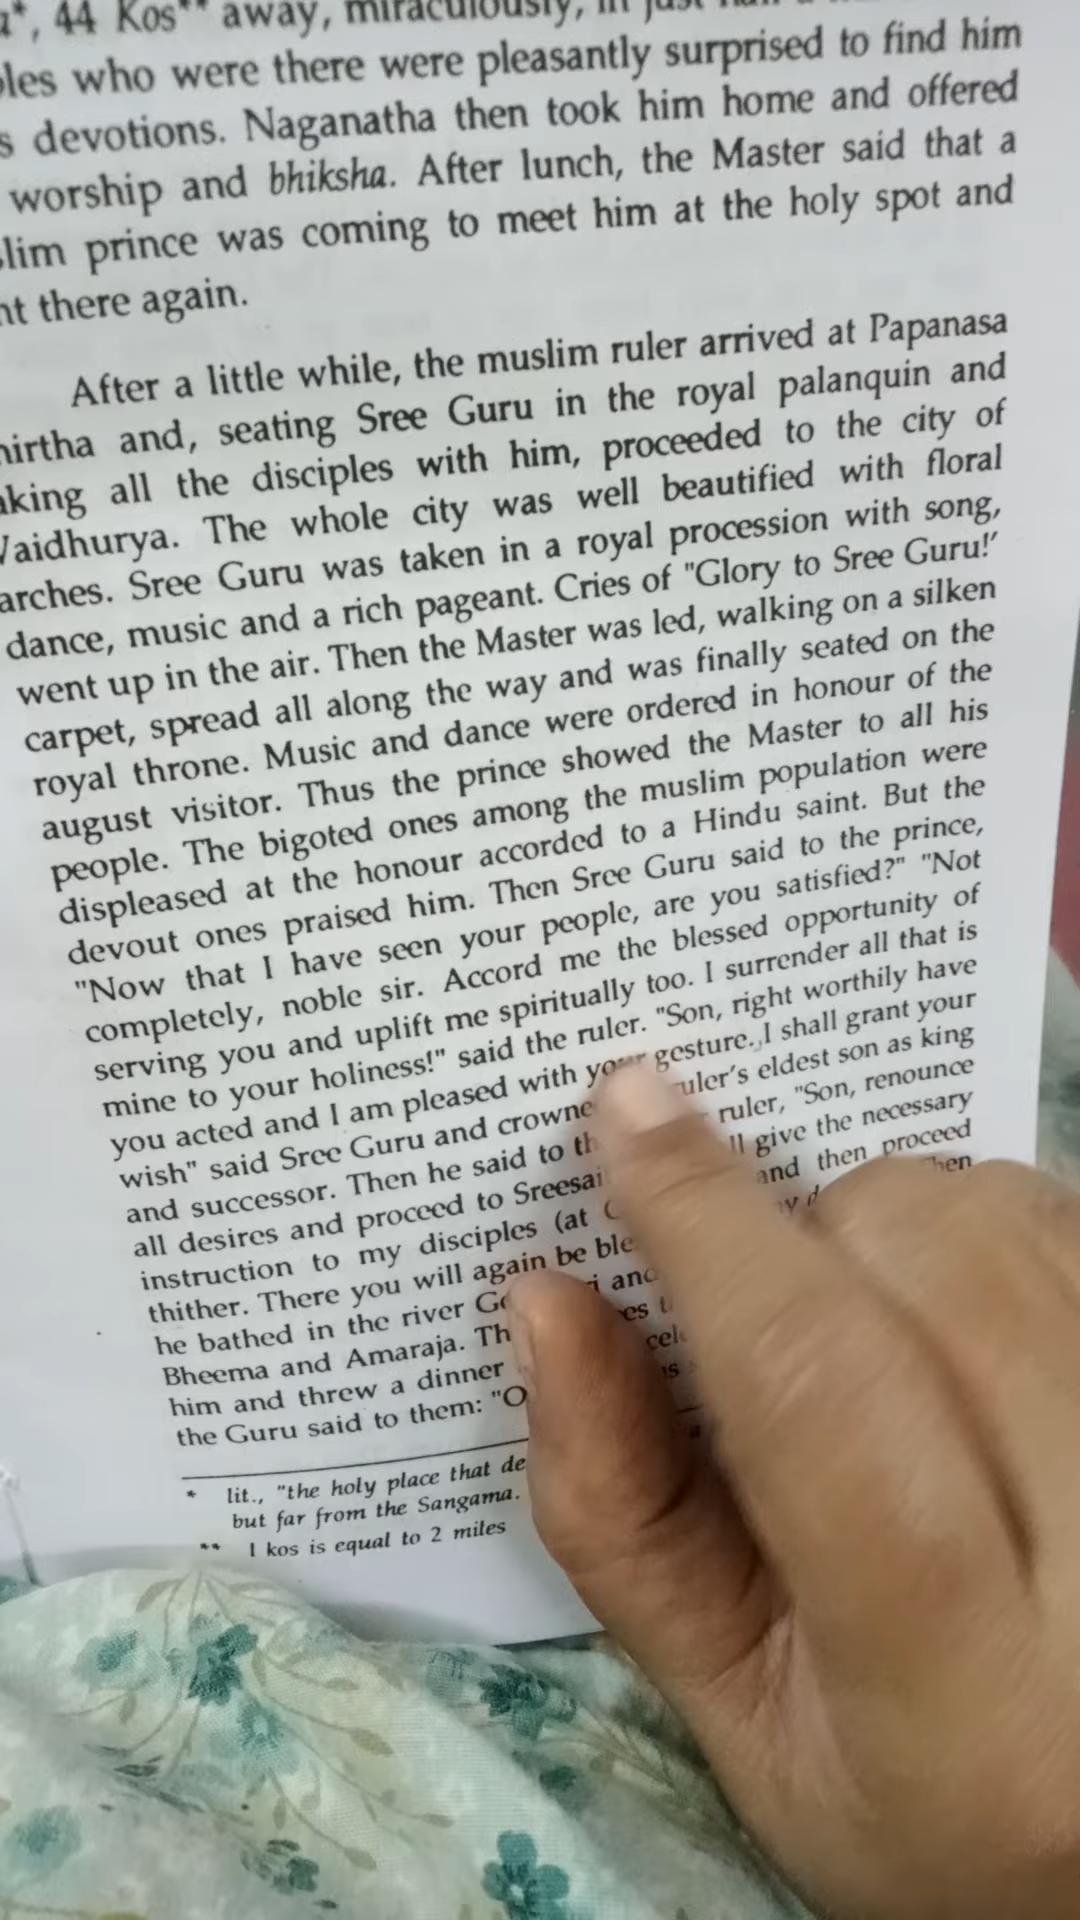 44 Kos** away, miraculously, in just
who were there were pleasantly surprised to find him
devotions. Naganatha then took him home and offered
worship and bhiksha. After lunch, the Master said that a
prince was coming to meet him at the holy spot and
there again.
After a little while, the muslim ruler arrived at Papanasa
and, seating Sree Guru in the royal palanquin and
all the disciples with him, proceeded to the city of
Vaidhurya. The whole city was well beautified with floral
arches. Sree Guru was taken in a royal procession with song,
dance, music and a rich pageant. Cries of "Glory to Sree Guru!'
went up in the air. Then the Master was led, walking on a silken
carpet, spread all along the way and was finally seated on the
royal throne. Music and dance were ordered in honour of the
august visitor. Thus the prince showed the Master to all his
people. The bigoted ones among the muslim population were
displeased at the honour accorded to a Hindu saint. But the
devout ones praised him. Then Sree Guru said to the prince,
"Now that I have seen your people, are you satisfied?" "Not
completely, noble sir. Accord me the blessed opportunity of
serving you and uplift me spiritually too. I surrender all that is
mine to your holiness!" said the ruler. "Son, right worthily have
you acted and I am pleased with your gesture. I shall grant your
wish" said Sree Guru and crowne ruler's eldest son as king
and successor. Then he said to ruler, "Son, renounce
all desires and proceed to give the necessary
instruction to my disciples (at and then proceed
thither. There you will again be
he bathed in the river and
Bheema and Amaraja.
him and threw a dinner
the Guru said to them:
* lit., "the holy place that
but far from the Sangama.
** 1 kos is equal to 2 miles